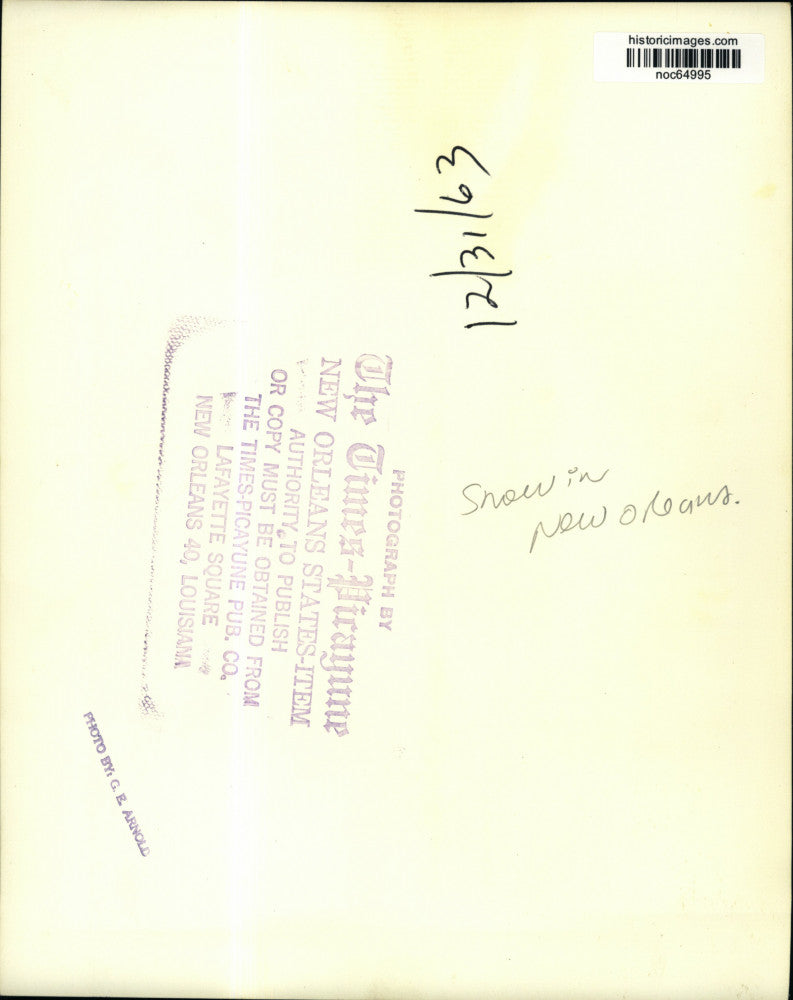 historicimages.com
noc64995
12/31/63
Snow in
New Orleans.
PHOTOGRAPH BY
The Times-Picayune
NEW ORLEANS STATES-ITEM
AUTHORITY TO PUBLISH
OR COPY MUST BE OBTAINED FROM
THE TIMES-PICAYUNE PUB. CO.
LAFAYETTE SQUARE
NEW ORLEANS 40, LOUISIANA
PHOTO BY: G. E. ARNOLD